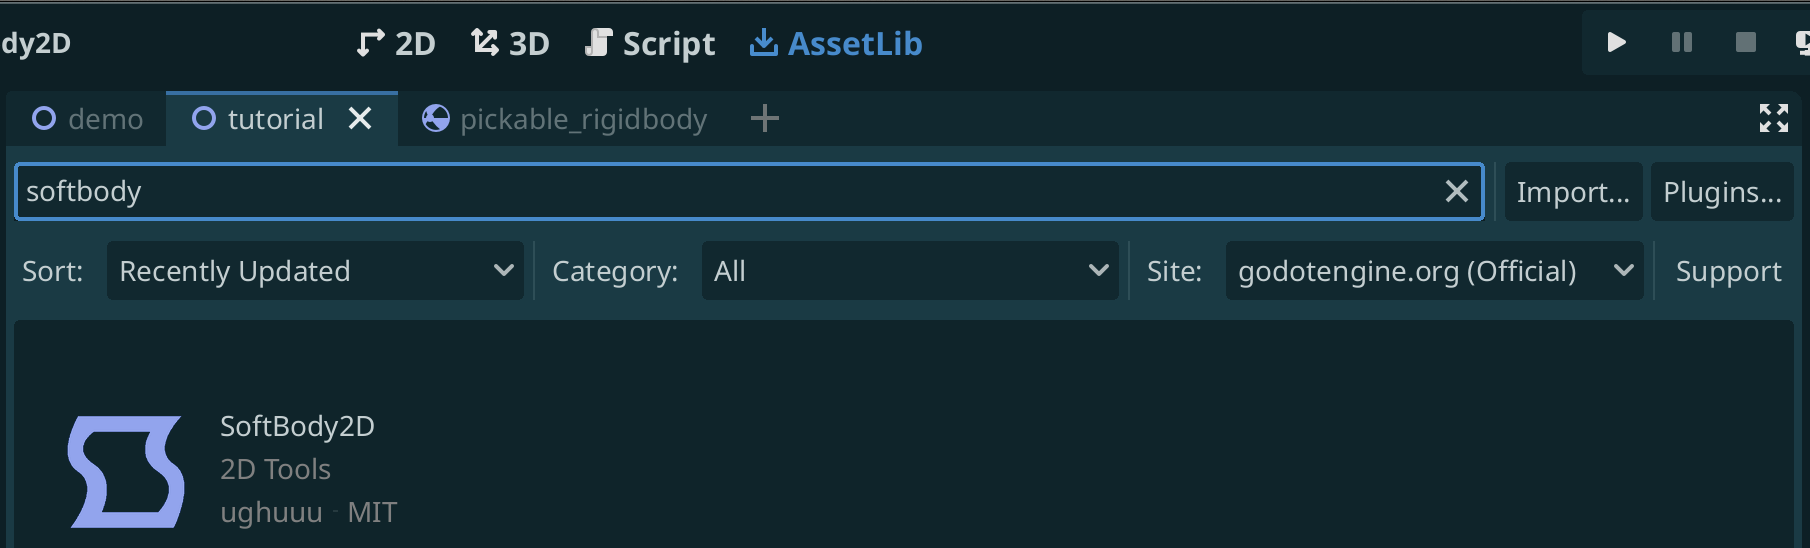 dy2D 2D 3D Script AssetLib
demo tutorial pickable_rigidbody
softbody Import... Plugins...
Sort: Recently Updated Category: All Site: godotengine.org (Official) Support
SoftBody2D
2D Tools
ughuuu - MIT